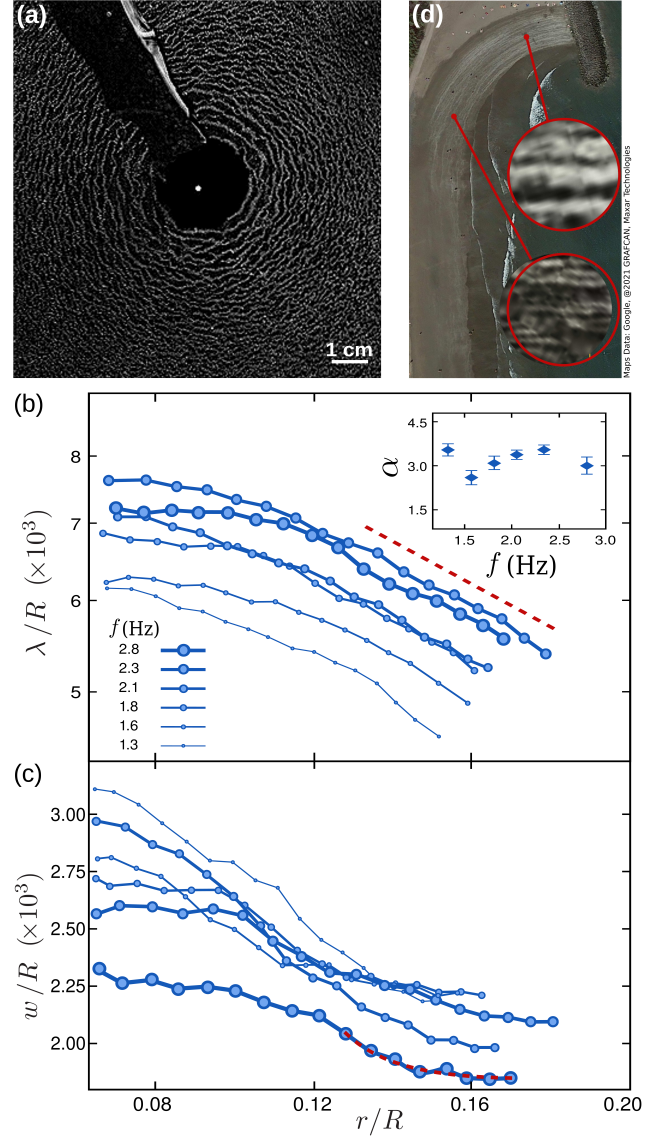 (a)
1 cm
(d)
Maps Data: Google, @2021 GRAFCAN, Maxar Technologies
(b)
8
7
6
5
λ/R (×10³)
4.5
3.0
1.5
α
1.5 2.0 2.5 3.0
f (Hz)
f (Hz)
2.8
2.3
2.1
1.8
1.6
1.3
(c)
3.00
2.75
2.50
2.25
2.00
w/R (×10³)
0.08 0.12 0.16 0.20
r/R